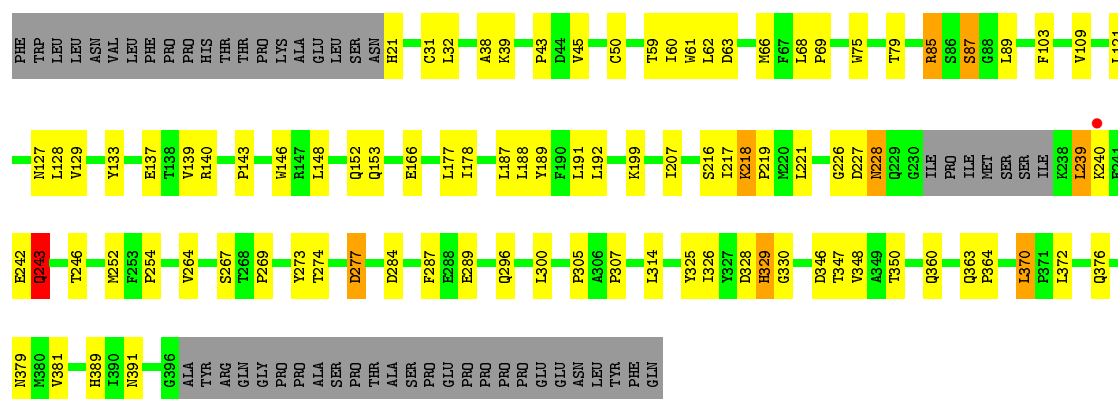 PHE TRP LEU LEU ASN VAL LEU PHE PRO PRO HIS THR THR PRO LYS ALA GLU LEU SER ASN H21 C31 L32 A38 K39 P43 D44 V45 C50 T59 I60 W61 L62 D63 M66 F67 L68 P69 W75 T79 R85 S86 S87 G88 L89 F103 V109 L121
N127 L128 V129 Y133 E137 T138 V139 R140 P143 W146 R147 L148 Q152 Q153 E166 L177 I178 L187 L188 Y189 F190 L191 L192 K199 I207 S216 I217 K218 P219 M220 L221 G226 D227 N228 Q229 G230 ILE PRO ILE MET SER SER ILE K238 L239 K240
E242 Q243 T246 M252 F253 P254 V264 S267 T268 P269 Y273 T274 D277 D284 F287 E288 E289 Q296 L300 P305 A306 P307 L314 Y325 I326 Y327 D328 H329 G330 D346 T347 V348 A349 T350 Q360 Q363 P364 L370 P371 L372 Q376
N379 M380 V381 H389 I390 N391 G396 ALA TYR ARG GLN GLY PRO PRO ALA SER PRO THR ALA SER PRO GLU PRO PRO PRO PRO GLU GLU ASN LEU TYR PHE GLN